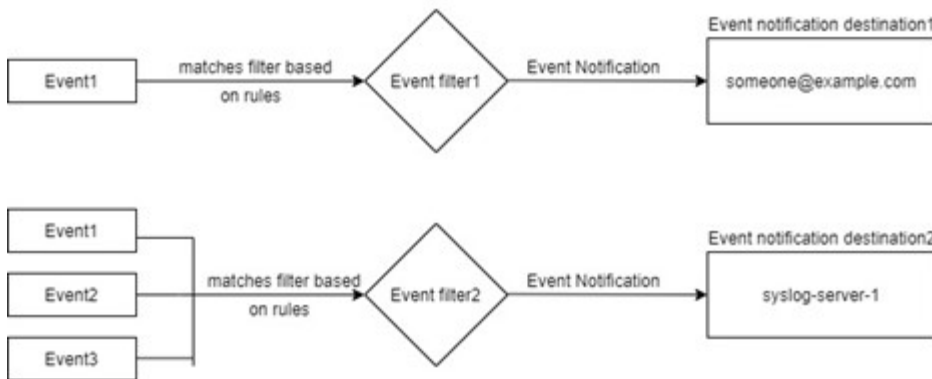 Event notification destination1
Event1
matches filter based
on rules
Event filter1
Event Notification
someone@example.com
Event1
Event2
Event3
matches filter based
on rules
Event filter2
Event Notification
Event notification destination2
syslog-server-1